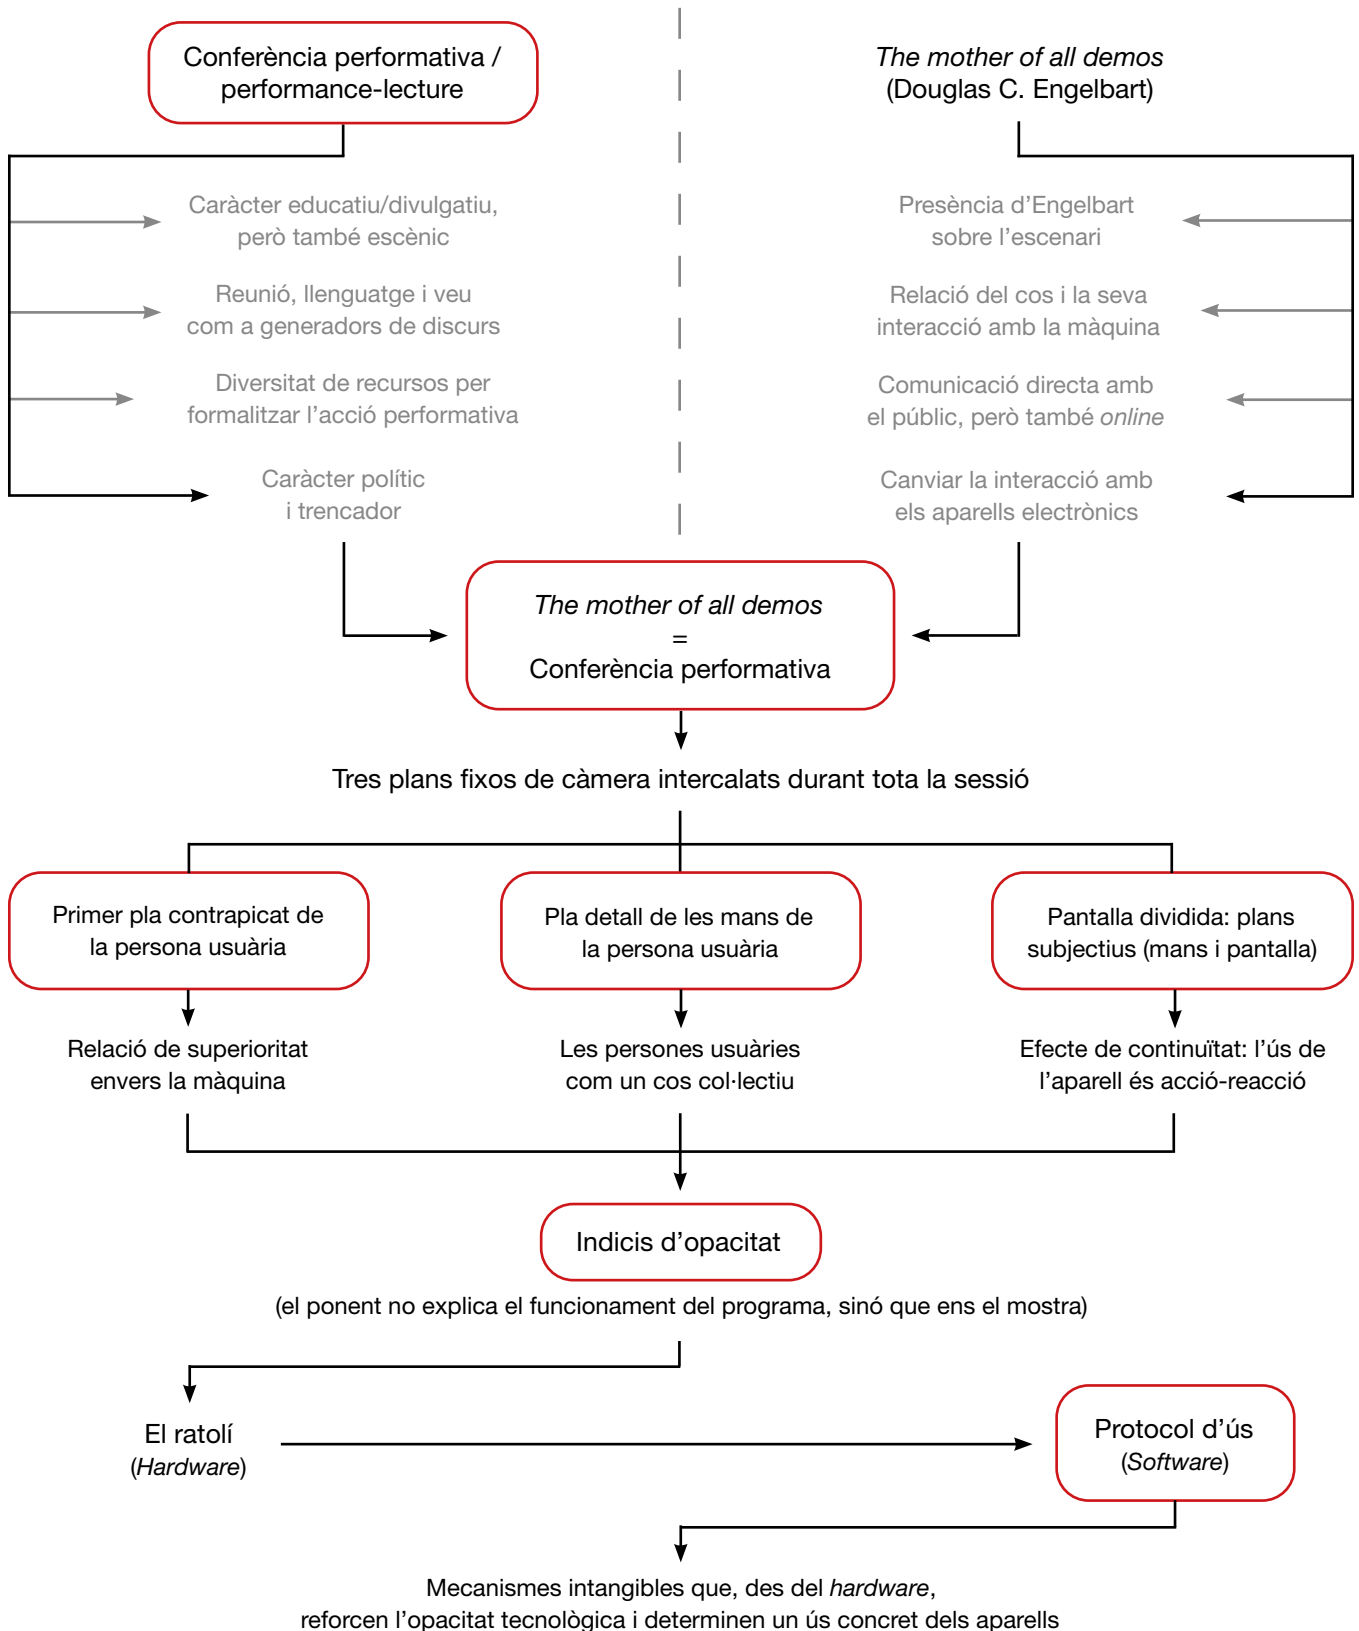 Conferència performativa /
performance-lecture
Caràcter educatiu/divulgatiu,
però també escènic
Reunió, llenguatge i veu
com a generadors de discurs
Diversitat de recursos per
formalitzar l’acció performativa
Caràcter polític
i trencador
The mother of all demos
(Douglas C. Engelbart)
Presència d’Engelbart
sobre l’escenari
Relació del cos i la seva
interacció amb la màquina
Comunicació directa amb
el públic, però també online
Canviar la interacció amb
els aparells electrònics
The mother of all demos
=
Conferència performativa
Tres plans fixos de càmera intercalats durant tota la sessió
Primer pla contrapicat de
la persona usuària
Relació de superioritat
envers la màquina
Pla detall de les mans de
la persona usuària
Les persones usuàries
com un cos col·lectiu
Pantalla dividida: plans
subjectius (mans i pantalla)
Efecte de continuïtat: l’ús de
l’aparell és acció-reacció
Indicis d’opacitat
(el ponent no explica el funcionament del programa, sinó que ens el mostra)
El ratolí
(Hardware)
Protocol d’ús
(Software)
Mecanismes intangibles que, des del hardware,
reforcen l’opacitat tecnològica i determinen un ús concret dels aparells